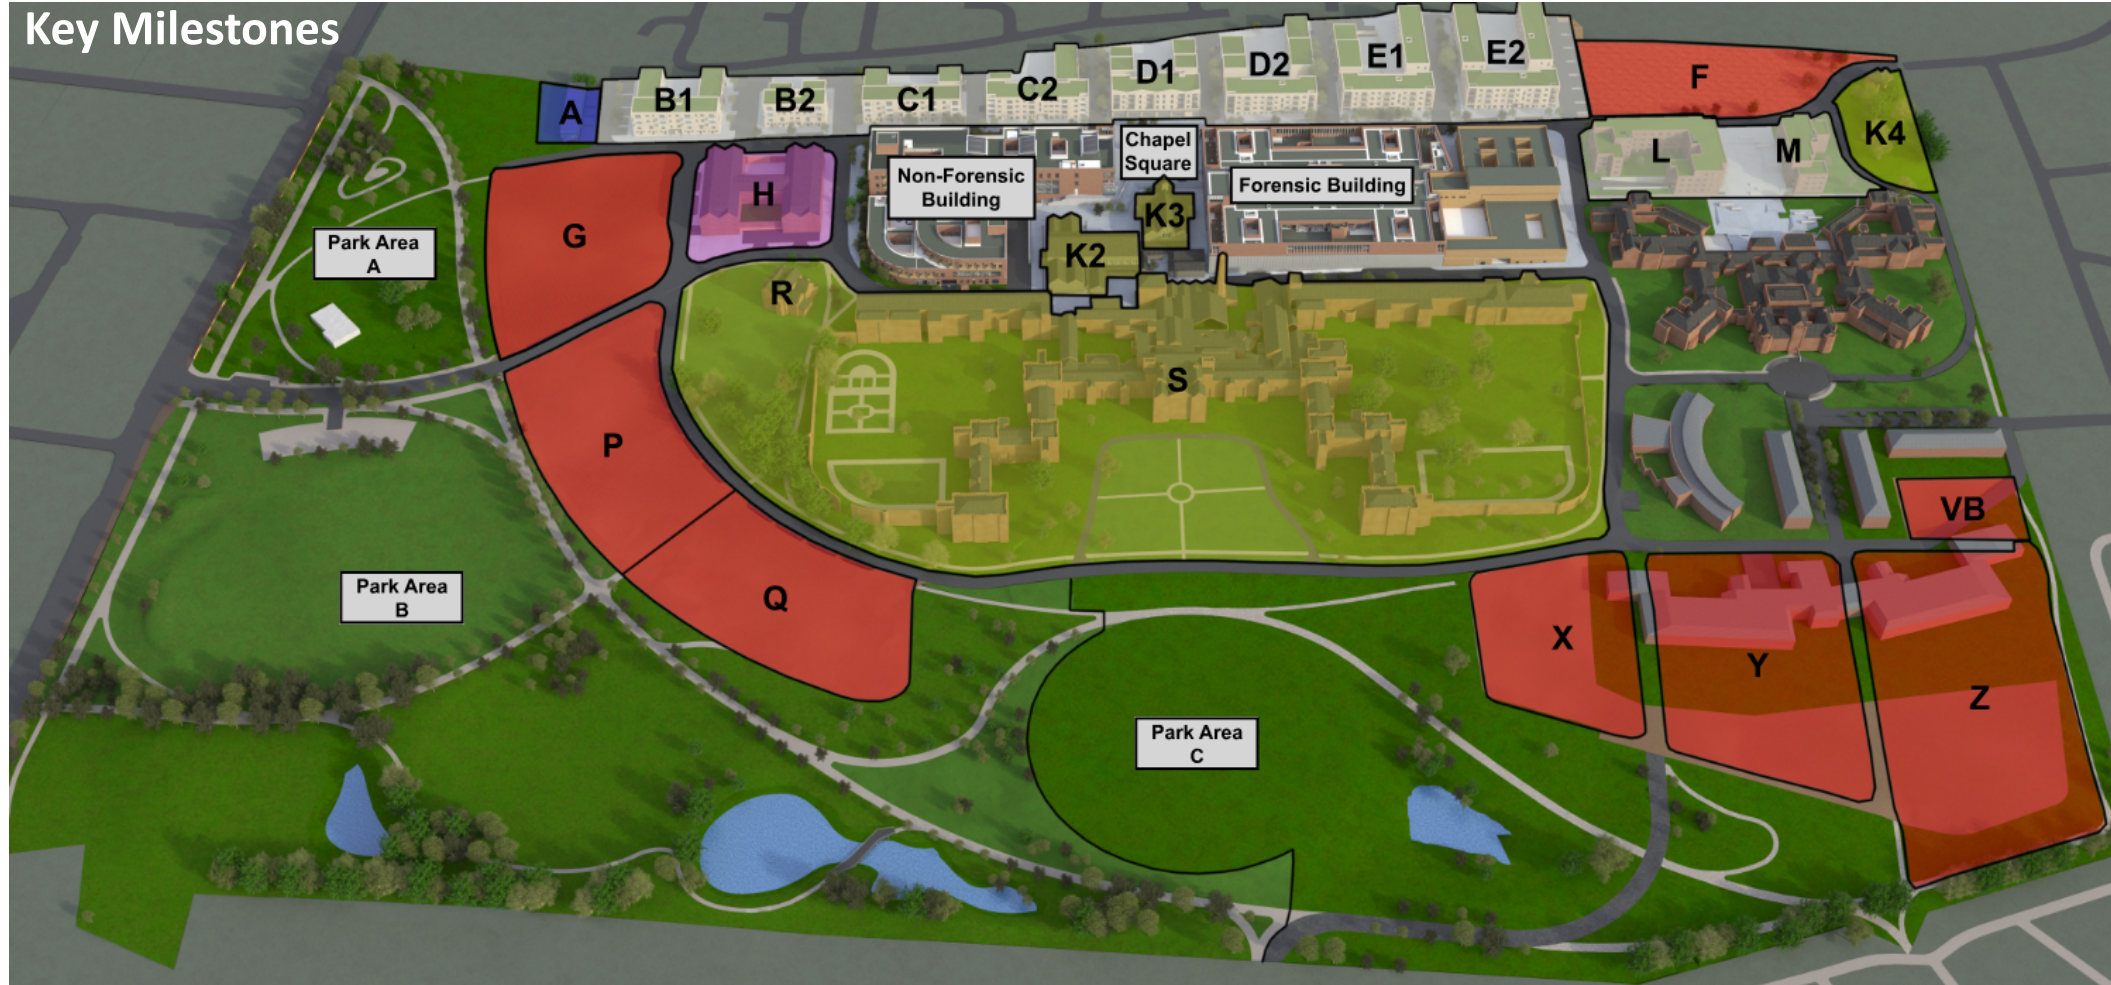 Key Milestones
A
B1
B2
C1
C2
D1
D2
E1
E2
F
K4
L
M
G
H
Non-Forensic
Building
Chapel
Square
K3
K2
Forensic Building
Park Area
A
R
S
P
Q
Park Area
B
Park Area
C
VB
X
Y
Z